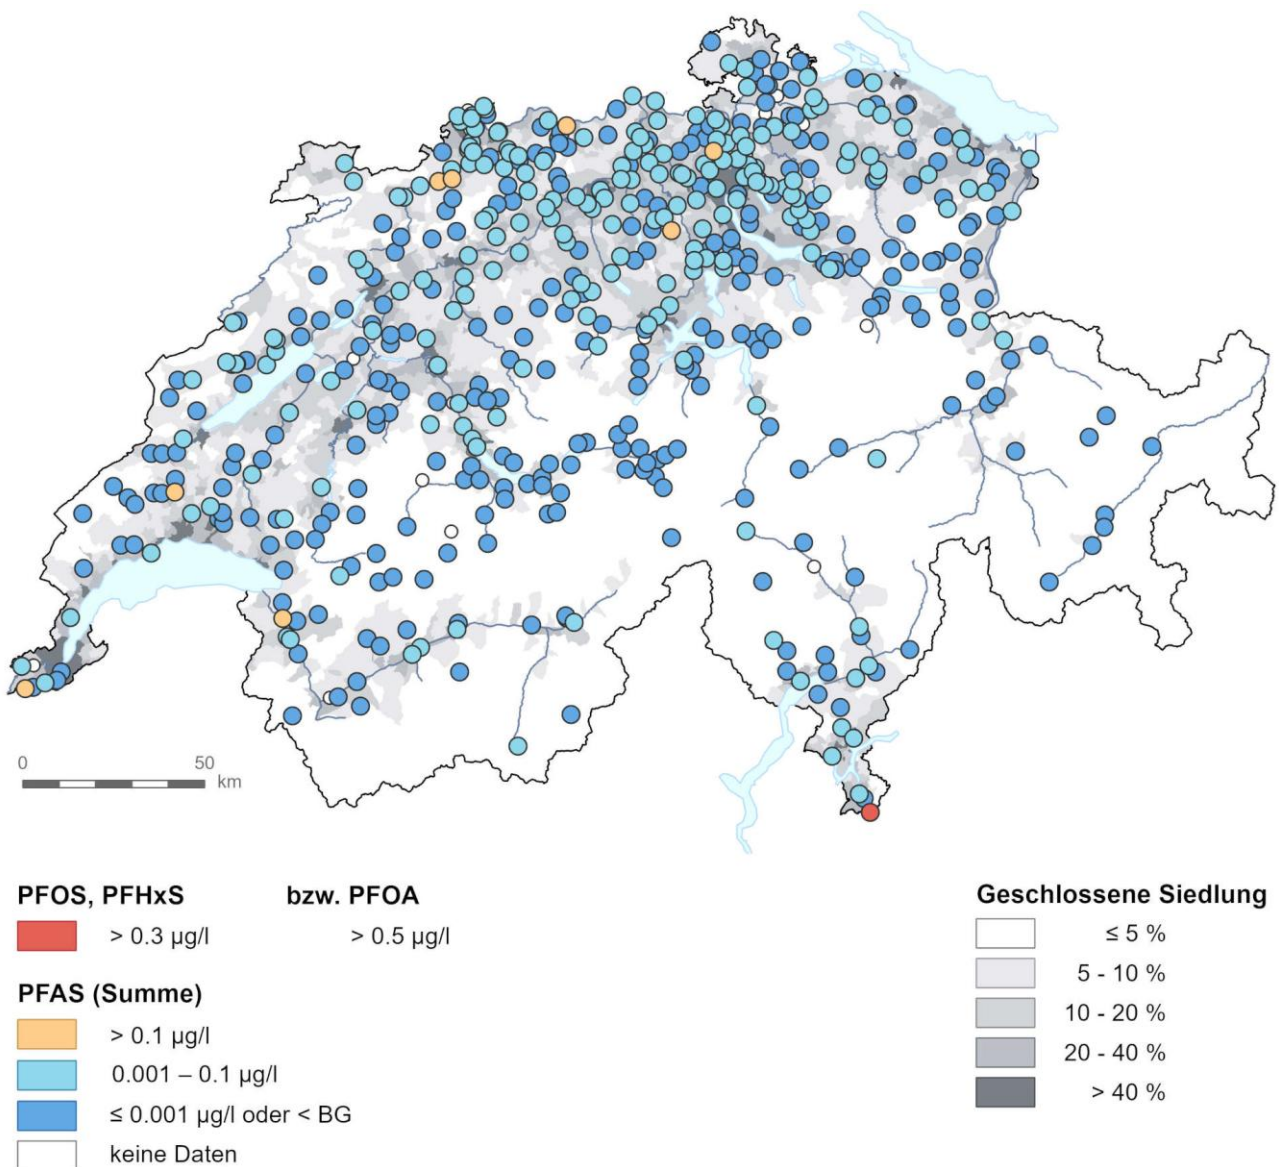 0 50
km
PFOS, PFHxS bzw. PFOA
> 0.3 µg/l > 0.5 µg/l
PFAS (Summe)
> 0.1 µg/l
0.001 – 0.1 µg/l
≤ 0.001 µg/l oder < BG
keine Daten
Geschlossene Siedlung
≤ 5 %
5 - 10 %
10 - 20 %
20 - 40 %
> 40 %